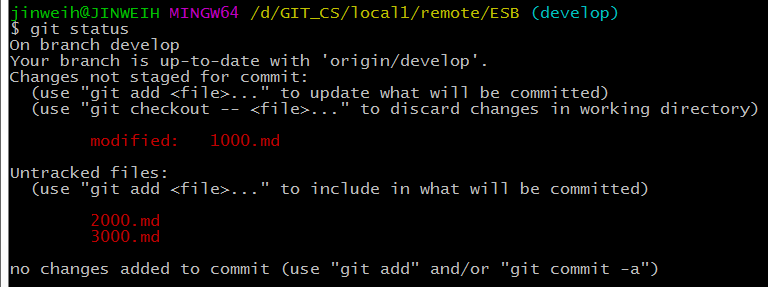 jinweih@JINWEIH MINGW64 /d/GIT_CS/local1/remote/ESB (develop)
$ git status
On branch develop
Your branch is up-to-date with 'origin/develop'.
Changes not staged for commit:
  (use "git add <file>..." to update what will be committed)
  (use "git checkout -- <file>..." to discard changes in working directory)
        modified:   1000.md
Untracked files:
  (use "git add <file>..." to include in what will be committed)
        2000.md
        3000.md
no changes added to commit (use "git add" and/or "git commit -a")